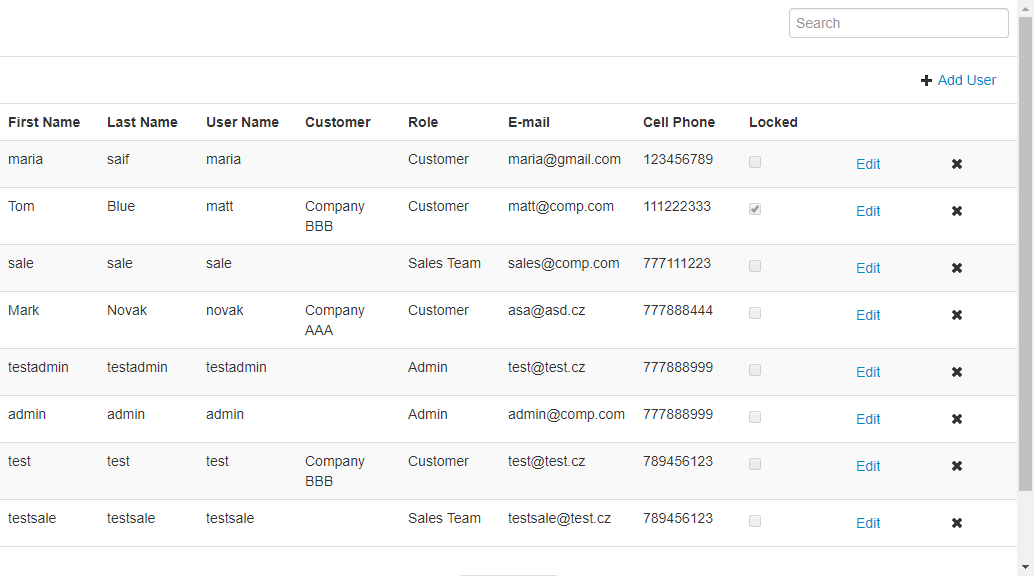 Search
Add User
First Name Last Name User Name Customer Role E-mail Cell Phone Locked
maria saif maria Customer maria@gmail.com 123456789 Edit
Tom Blue matt Company Customer matt@comp.com 111222333 Edit
BBB
sale sale sale Sales Team sales@comp.com 777111223 Edit
Mark Novak novak Company Customer asa@asd.cz 777888444 Edit
AAA
testadmin testadmin testadmin Admin test@test.cz 777888999 Edit
admin admin admin Admin admin@comp.com 777888999 Edit
test test test Company Customer test@test.cz 789456123 Edit
BBB
testsale testsale testsale Sales Team testsale@test.cz 789456123 Edit